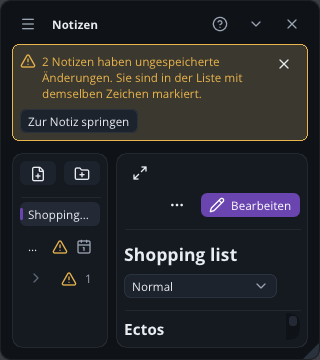 Notizen
2 Notizen haben ungespeicherte
Änderungen. Sie sind in der Liste mit
demselben Zeichen markiert.
Zur Notiz springen
Shopping...
...
1
Bearbeiten
Shopping list
Normal
Ectos